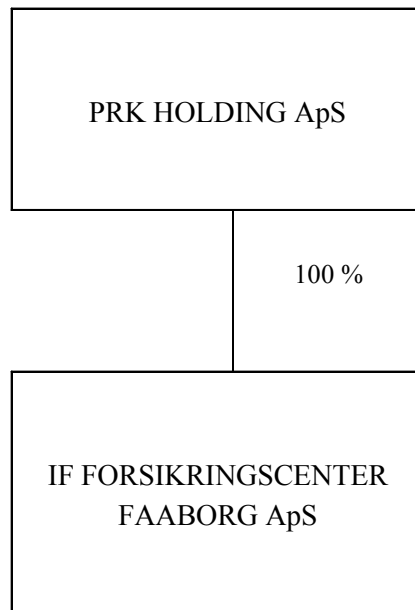 PRK HOLDING ApS
100 %
IF FORSIKRINGSCENTER
FAABORG ApS